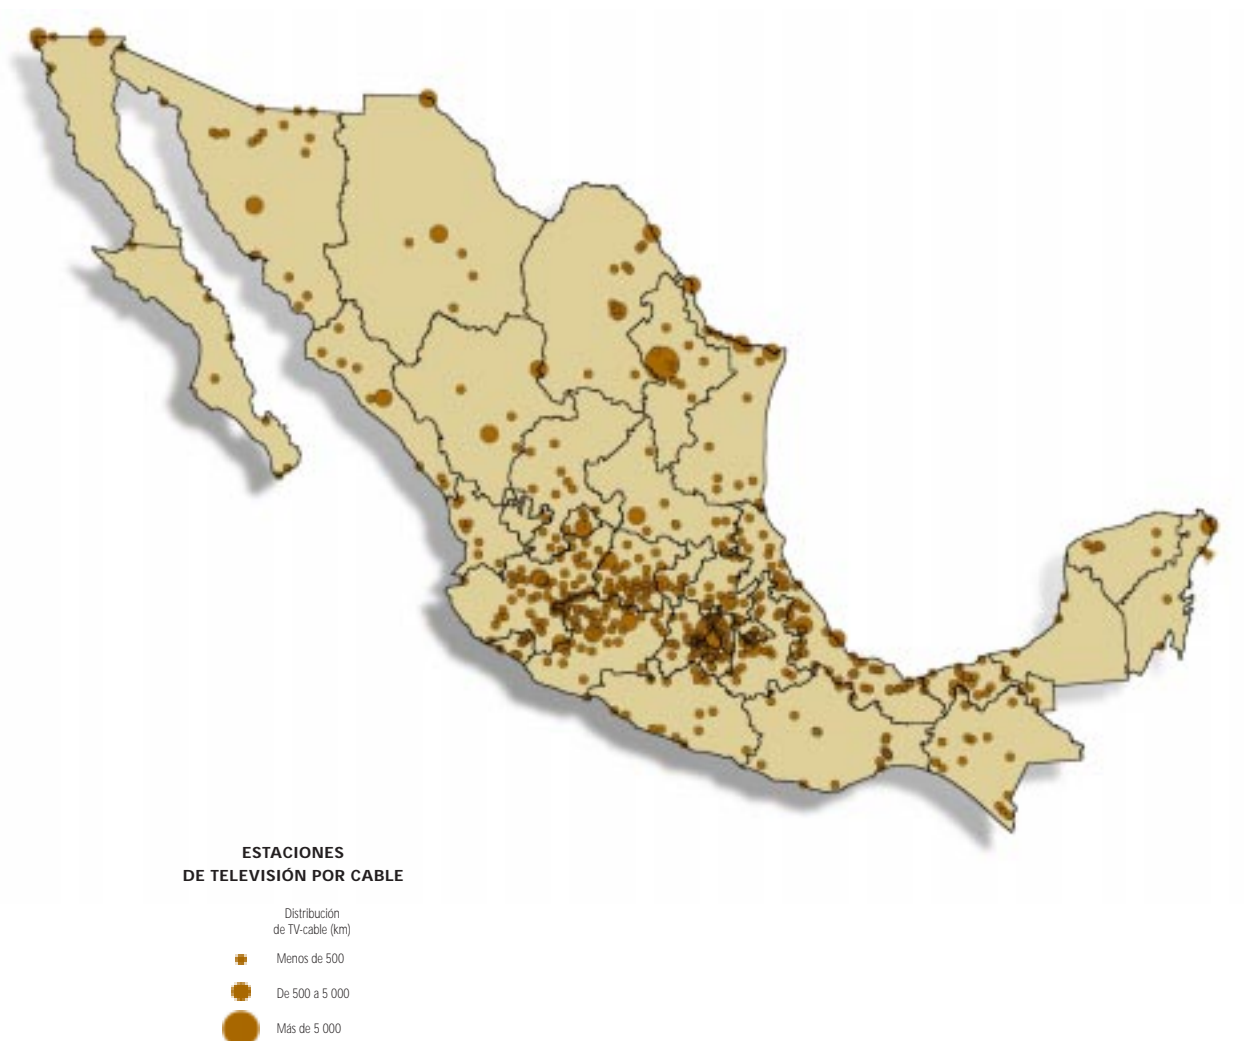 ESTACIONES
DE TELEVISIÓN POR CABLE
Distribución
de TV-cable (km)
Menos de 500
De 500 a 5 000
Más de 5 000